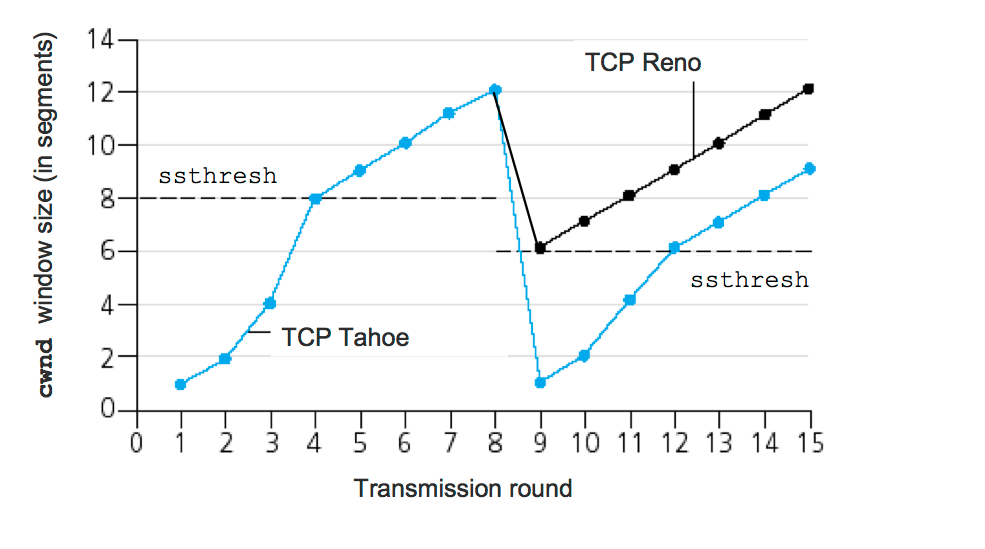 cwnd window size (in segments)
14
12
10
8
6
4
2
0
TCP Reno
ssthresh
ssthresh
TCP Tahoe
0 1 2 3 4 5 6 7 8 9 10 11 12 13 14 15
Transmission round